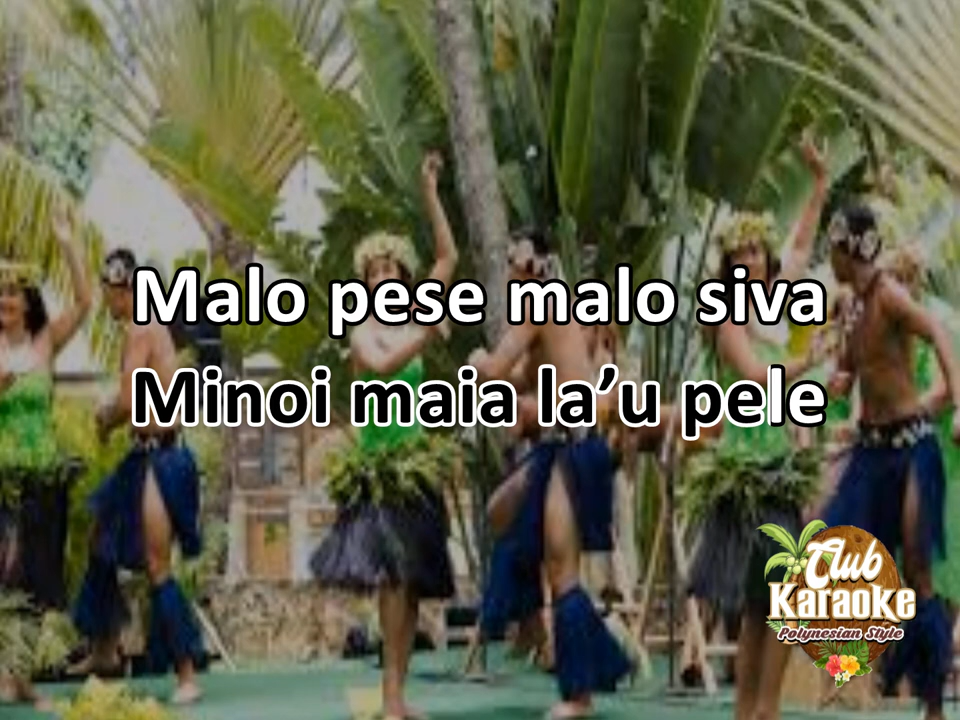 Malo pese malo siva
Minoi maia la’u pele
Club
Karaoke
Polynesian Style